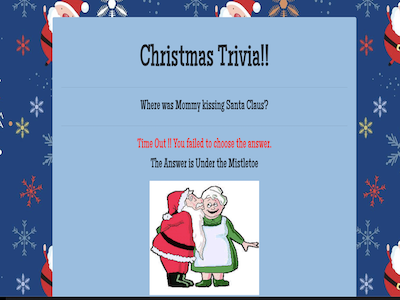 Christmas Trivia!!
Where was Mommy kissing Santa Claus?
Time Out !! You failed to choose the answer.
The Answer is Under the Mistletoe